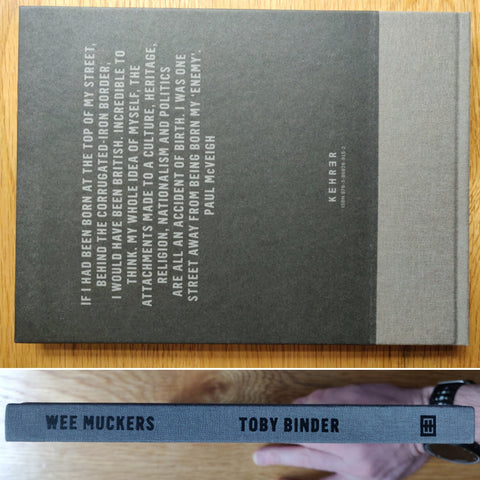 IF I HAD BEEN BORN AT THE TOP OF MY STREET,
BEHIND THE CORRUGATED-IRON BORDER,
I WOULD HAVE BEEN BRITISH. INCREDIBLE TO
THINK. MY WHOLE IDEA OF MYSELF, THE
ATTACHMENTS MADE TO A CULTURE, HERITAGE,
RELIGION, NATIONALISM AND POLITICS
ARE ALL AN ACCIDENT OF BIRTH. I WAS ONE
STREET AWAY FROM BEING BORN MY 'ENEMY'.
PAUL McVEIGH
KEHRER
ISBN
WEE MUCKERS TOBY BINDER